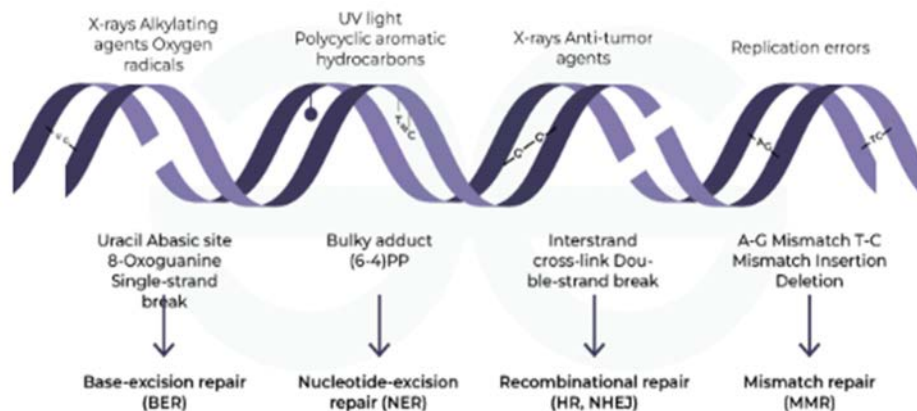 X-rays Alkylating
agents Oxygen
radicals
UV light
Polycyclic aromatic
hydrocarbons
X-rays Anti-tumor
agents
Replication errors
C
C
AG
TC
Uracil Abasic site
8-Oxoguanine
Single-strand
break
Bulky adduct
(6-4)PP
Interstrand
cross-link Dou-
ble-strand break
A-G Mismatch T-C
Mismatch Insertion
Deletion
Base-excision repair
(BER)
Nucleotide-excision
repair (NER)
Recombinational repair
(HR, NHEJ)
Mismatch repair
(MMR)